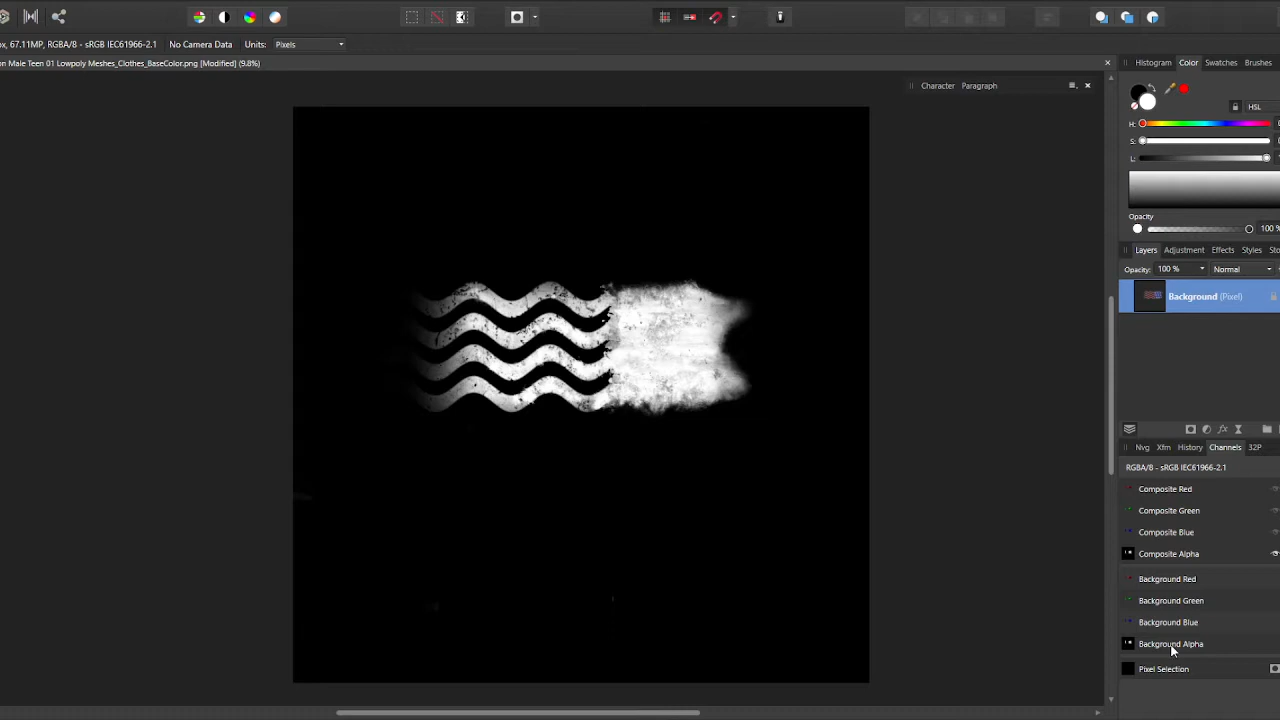 px, 67.11MP, RGBA/8 - sRGB IEC61966-2.1 No Camera Data Units: Pixels
on Male Teen 01 Lowpoly Meshes_Clothes_BaseColor.png [Modified] (9.8%)
Histogram Color Swatches Brushes
Character Paragraph
HSL
H:
S:
L:
Opacity
100 %
Layers Adjustment Effects Styles Sto
Opacity: 100 % Normal
Background (Pixel)
Nvg Xfm History Channels 32P
RGBA/8 - sRGB IEC61966-2.1
Composite Red
Composite Green
Composite Blue
Composite Alpha
Background Red
Background Green
Background Blue
Background Alpha
Pixel Selection